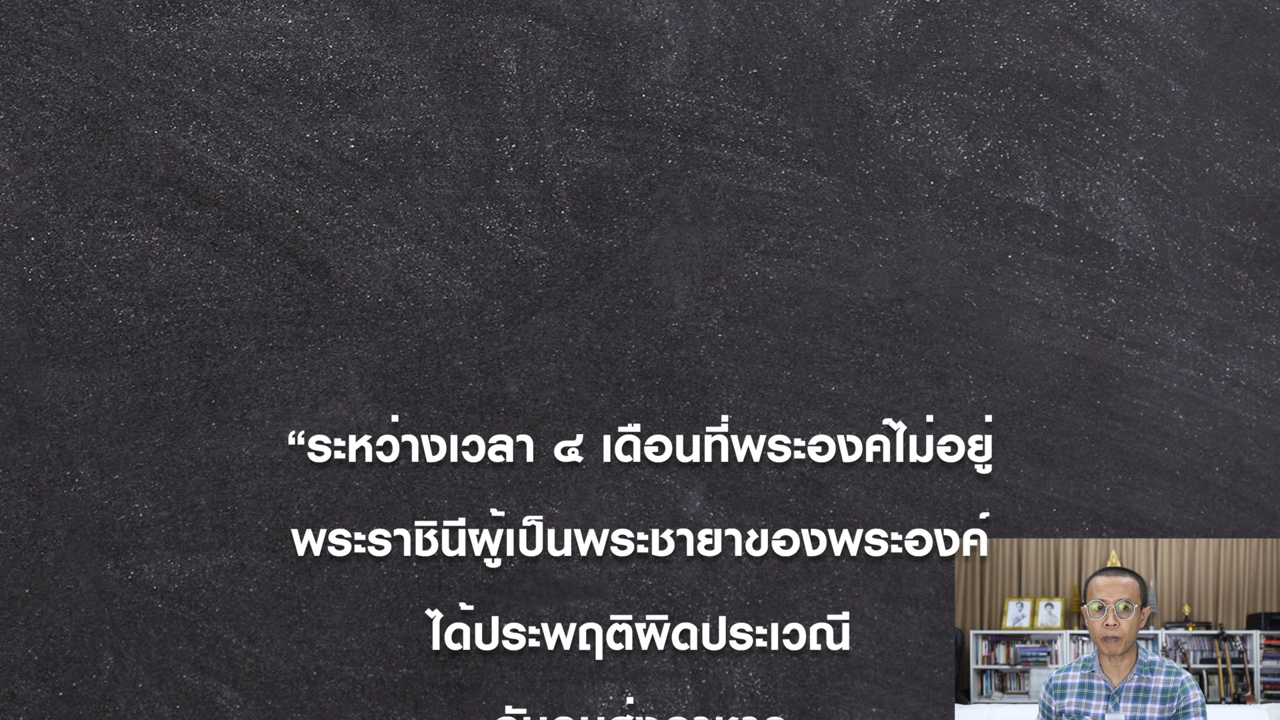 “ระหว่างเวลา ๔ เดือนที่พระองค์ไม่อยู่
พระราชินีผู้เป็นพระชายาของพระองค์
ได้ประพฤติผิดประเวณี